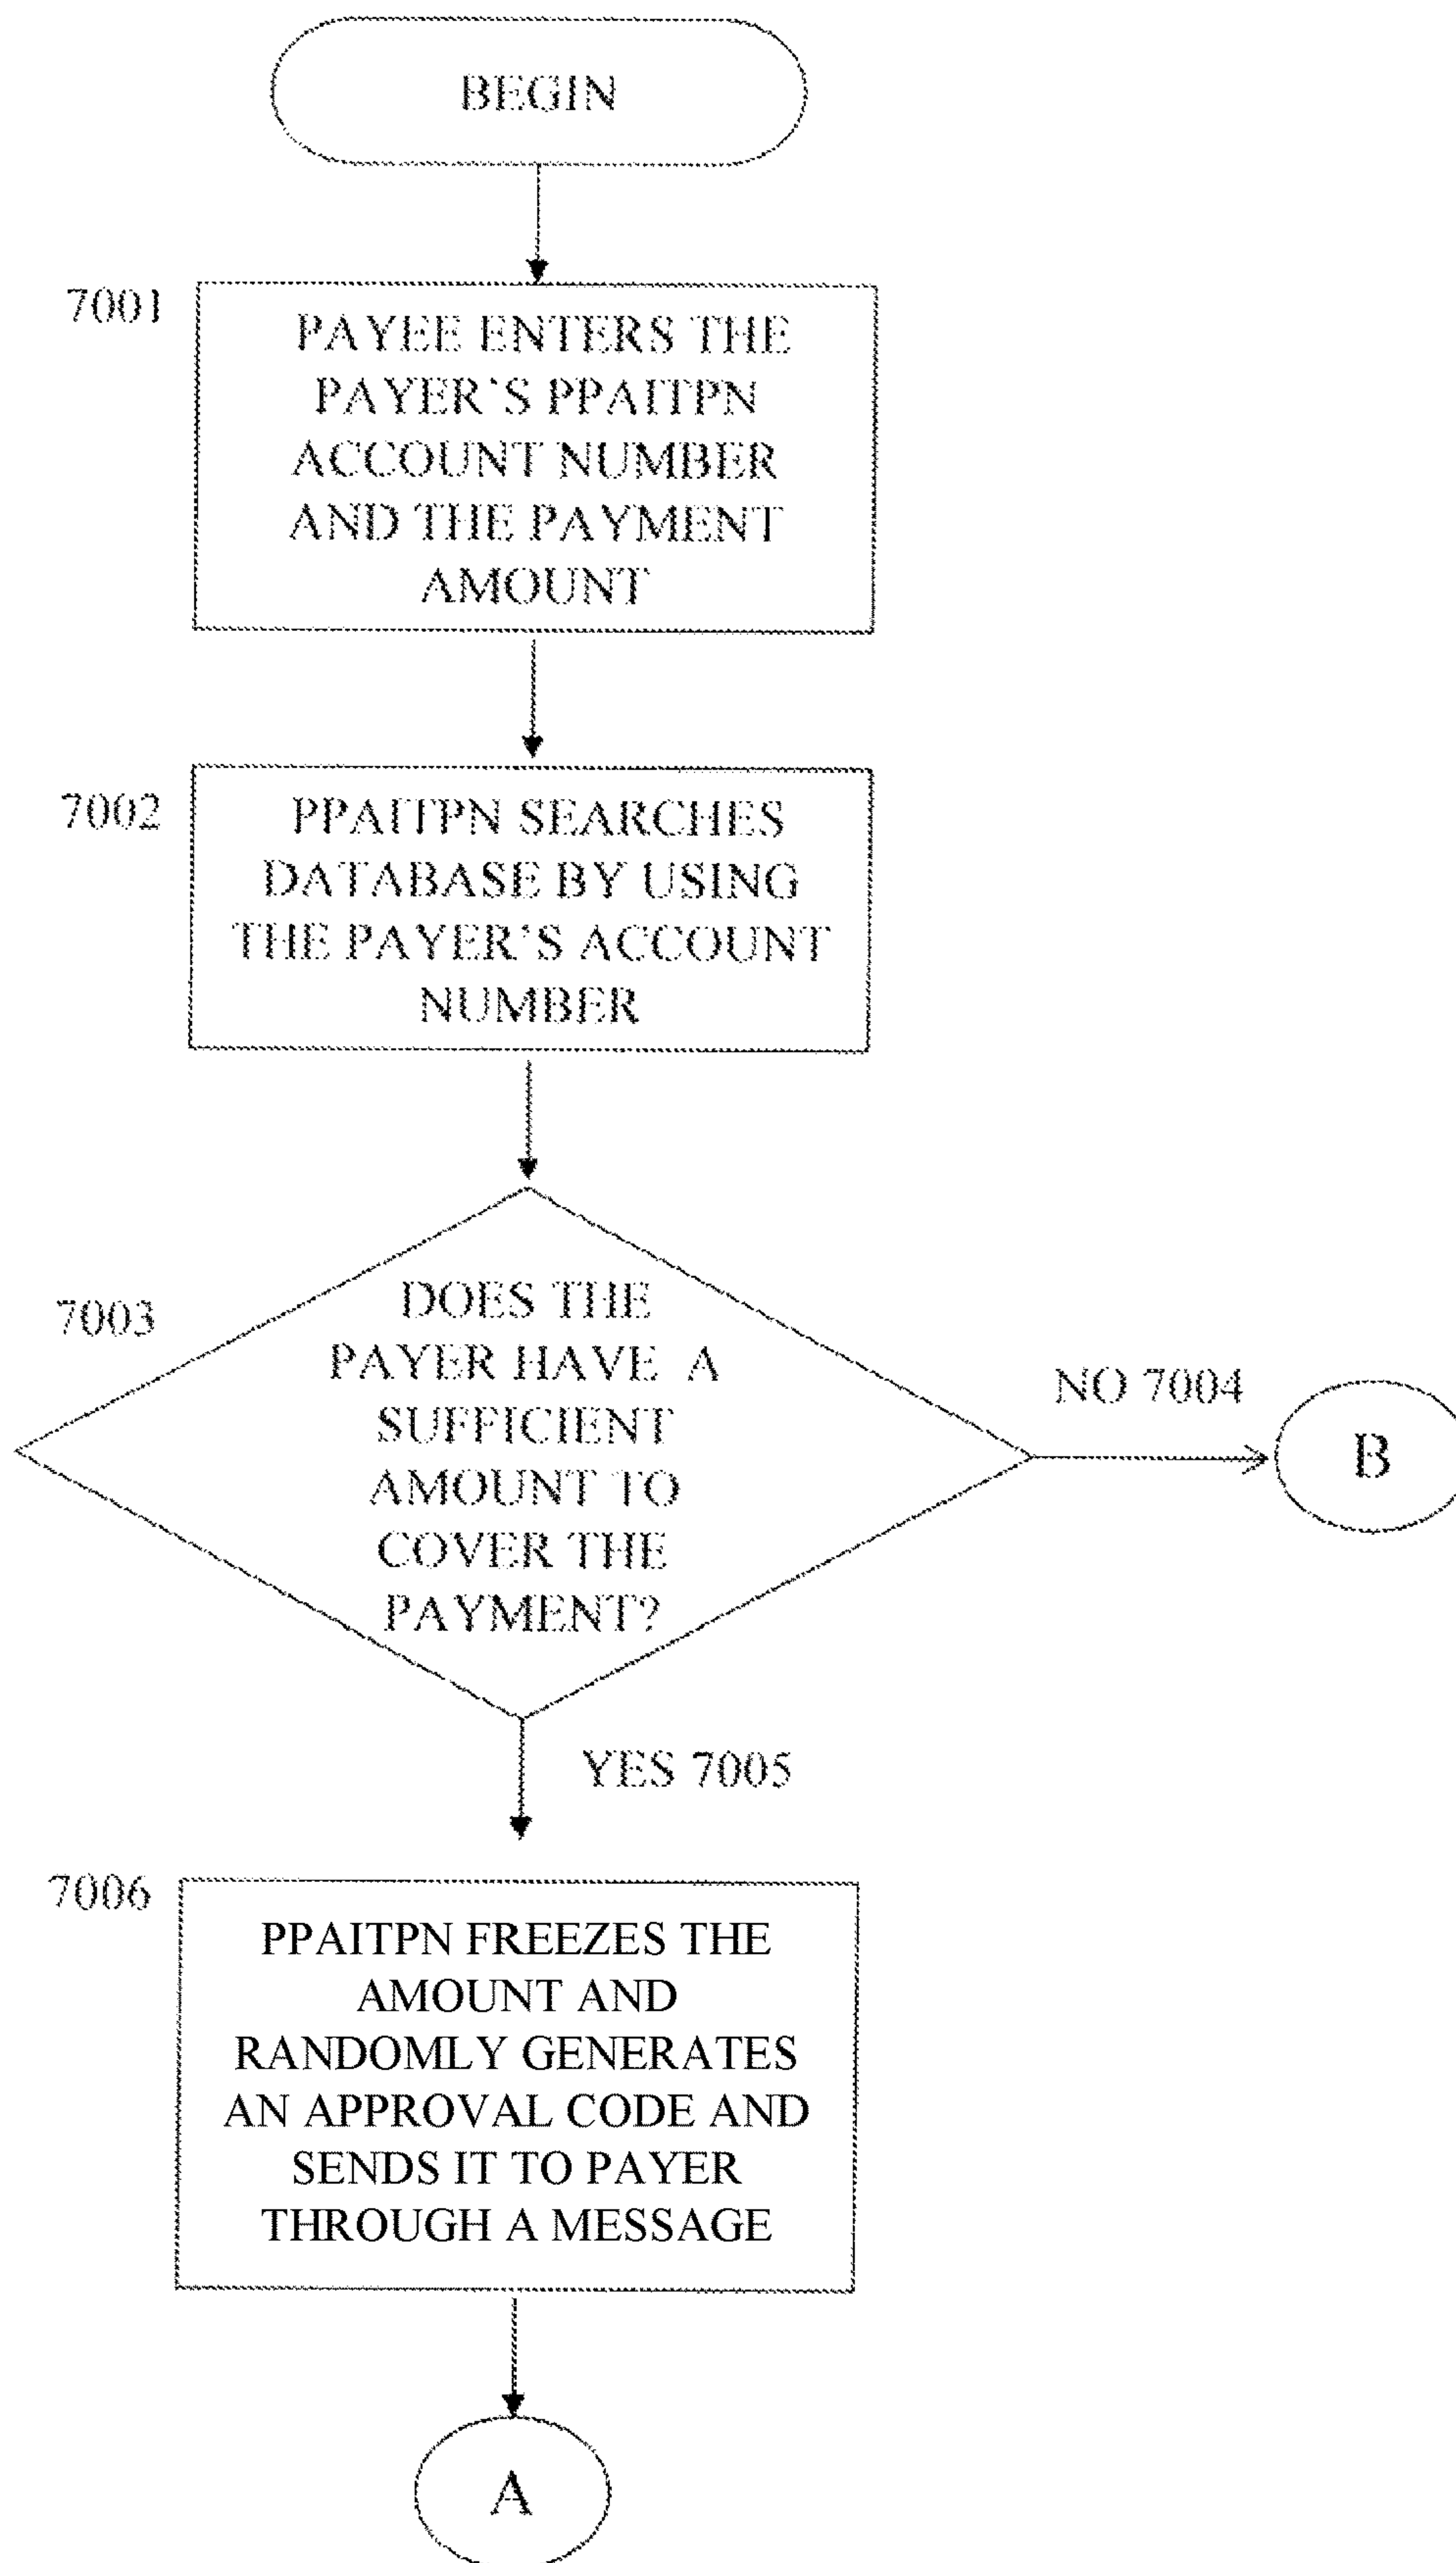 BEGIN
7001
PAYEE ENTERS THE
PAYER'S PPAITPN
ACCOUNT NUMBER
AND THE PAYMENT
AMOUNT
7002
PPAITPN SEARCHES
DATABASE BY USING
THE PAYER'S ACCOUNT
NUMBER
7003
DOES THE
PAYER HAVE A
SUFFICIENT
AMOUNT TO
COVER THE
PAYMENT?
NO 7004
B
YES 7005
7006
PPAITPN FREEZES THE
AMOUNT AND
RANDOMLY GENERATES
AN APPROVAL CODE AND
SENDS IT TO PAYER
THROUGH A MESSAGE
A